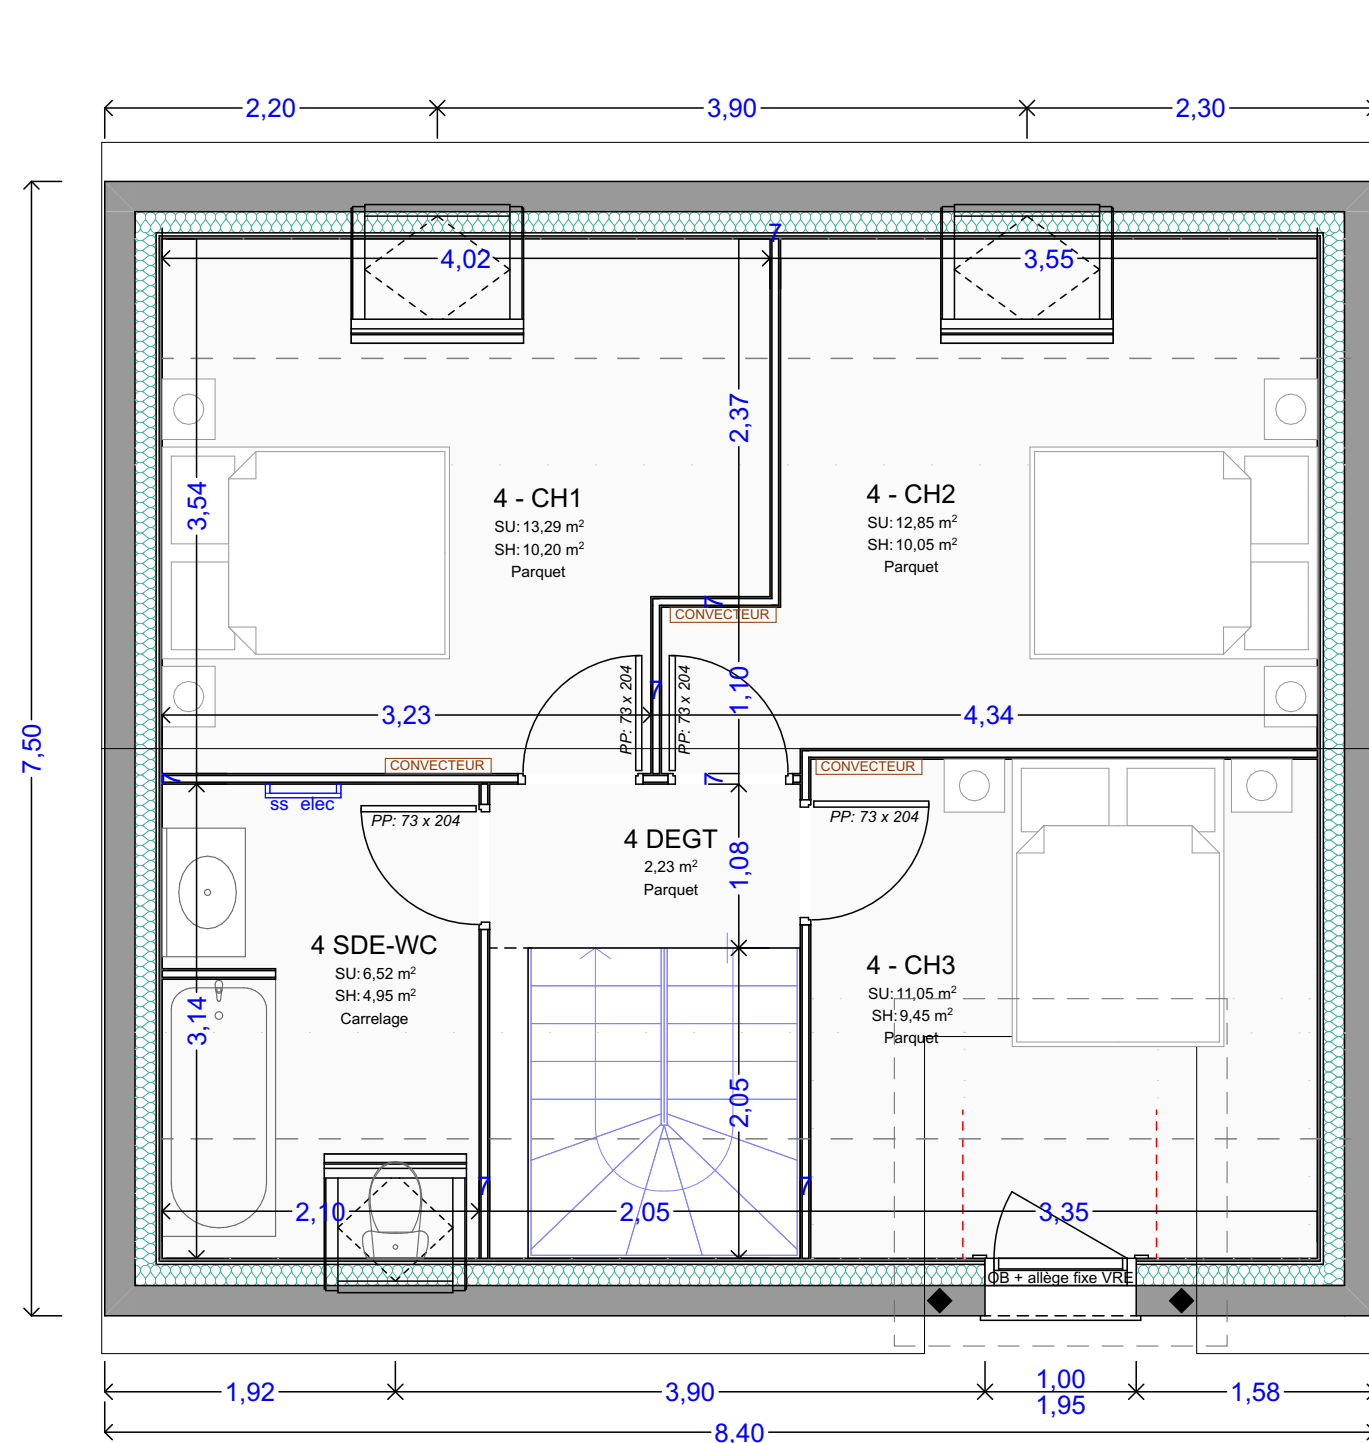 2,20
3,90
2,30
7
4,02
3,55
2,37
3,54
4 - CH1
SU: 13,29 m²
SH: 10,20 m²
Parquet
4 - CH2
SU: 12,85 m²
SH: 10,05 m²
Parquet
7
CONVECTEUR
PP: 73 x 204
7
PP: 73 x 204
1,10
3,23
4,34
7,50
CONVECTEUR
CONVECTEUR
7
7
ss elec
PP: 73 x 204
PP: 73 x 204
4 DEGT
2,23 m²
Parquet
1,08
4 SDE-WC
SU: 6,52 m²
SH: 4,95 m²
Carrelage
4 - CH3
SU: 11,05 m²
SH: 9,45 m²
Parquet
3,14
2,05
7
7
2,10
2,05
3,35
OB + allège fixe VRE
1,92
3,90
1,00
1,95
1,58
8,40